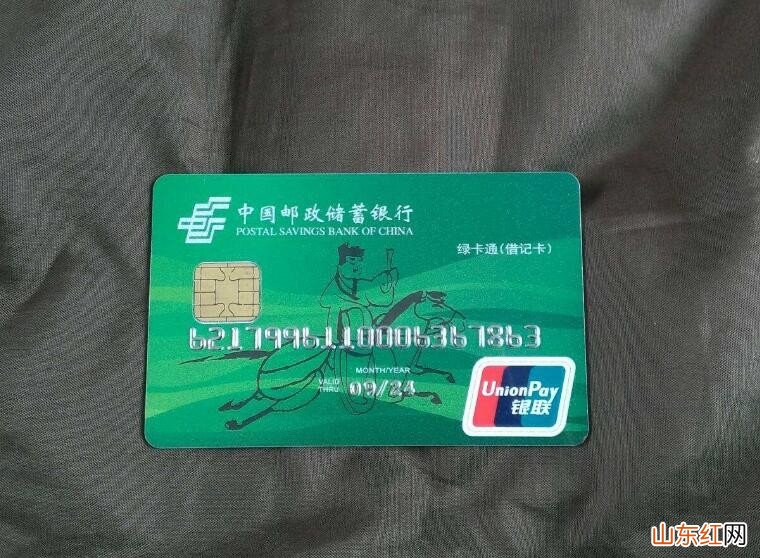 中国邮政储蓄银行
POSTAL SAVINGS BANK OF CHINA
绿卡通(借记卡)
6217996110006367863
MONTH/YEAR
VALID THRU 09/24
UnionPay
银联
山东红网